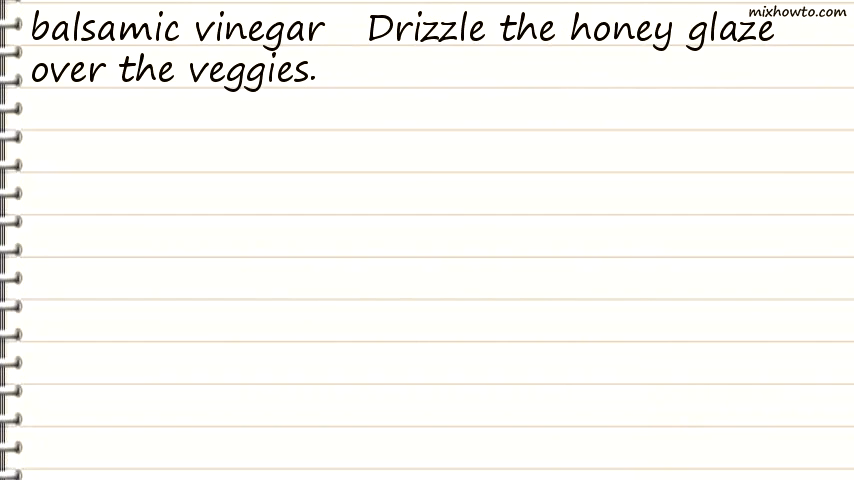 mixhowto.com
balsamic vinegar Drizzle the honey glaze
over the veggies.